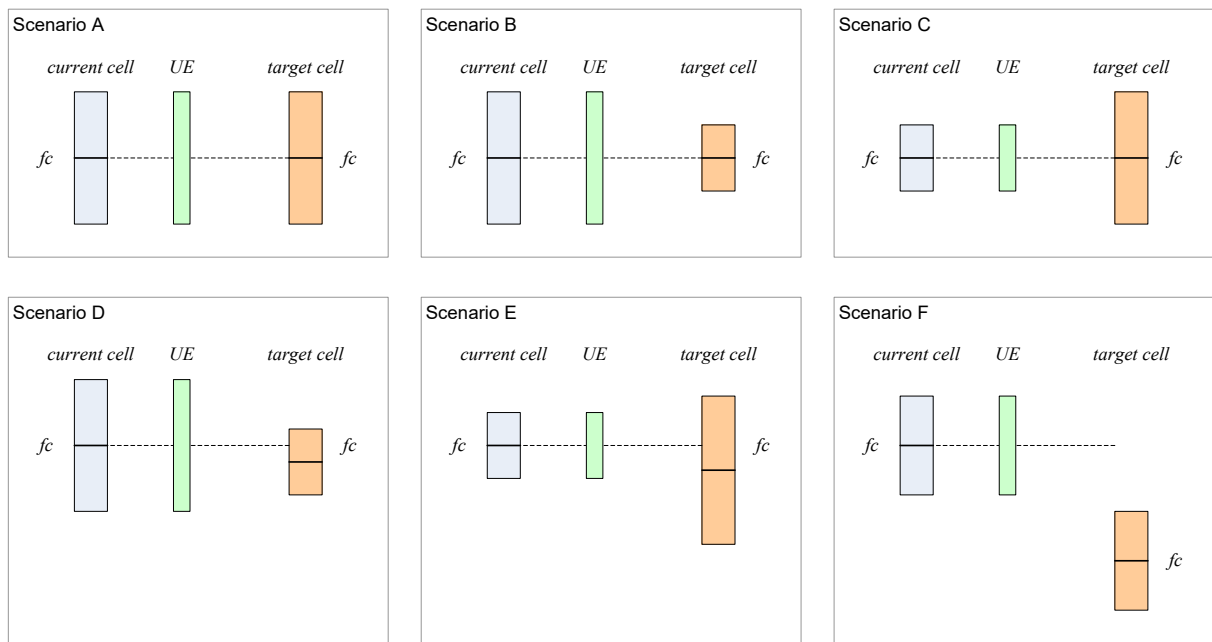 Scenario A
current cell UE target cell
fc fc
Scenario B
current cell UE target cell
fc fc
Scenario C
current cell UE target cell
fc fc
Scenario D
current cell UE target cell
fc fc
Scenario E
current cell UE target cell
fc fc
Scenario F
current cell UE target cell
fc
fc